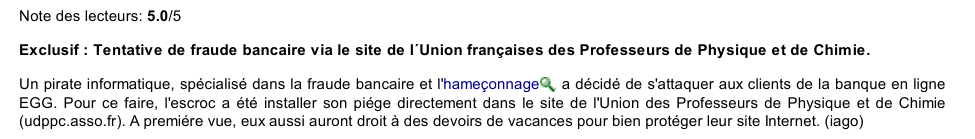 Note des lecteurs: 5.0/5
Exclusif : Tentative de fraude bancaire via le site de l´Union françaises des Professeurs de Physique et de Chimie.
Un pirate informatique, spécialisé dans la fraude bancaire et l'hameçonnage a décidé de s'attaquer aux clients de la banque en ligne
EGG. Pour ce faire, l'escroc a été installer son piége directement dans le site de l'Union des Professeurs de Physique et de Chimie
(udppc.asso.fr). A premiére vue, eux aussi auront droit à des devoirs de vacances pour bien protéger leur site Internet. (iago)